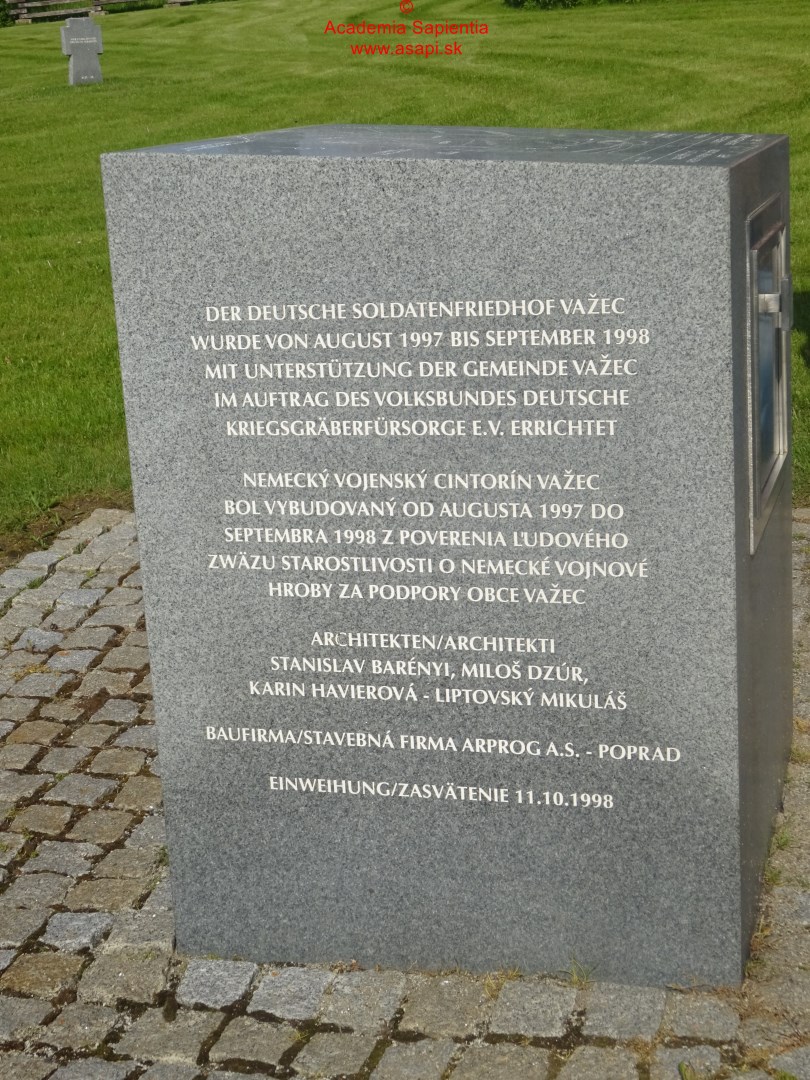 ©
Academia Sapientia
www.asapi.sk
DER DEUTSCHE SOLDATENFRIEDHOF VAŽEC
WURDE VON AUGUST 1997 BIS SEPTEMBER 1998
MIT UNTERSTÜTZUNG DER GEMEINDE VAŽEC
IM AUFTRAG DES VOLKSBUNDES DEUTSCHE
KRIEGSGRÄBERFÜRSORGE E.V. ERRICHTET
NEMECKÝ VOJENSKÝ CINTORÍN VAŽEC
BOL VYBUDOVANÝ OD AUGUSTA 1997 DO
SEPTEMBRA 1998 Z POVERENIA ĽUDOVÉHO
ZWÄZU STAROSTLIVOSTI O NEMECKÉ VOJNOVÉ
HROBY ZA PODPORY OBCE VAŽEC
ARCHITEKTEN/ARCHITEKTI
STANISLAV BARÉNYI, MILOŠ DZÚR,
KARIN HAVIEROVÁ - LIPTOVSKÝ MIKULÁŠ
BAUFIRMA/STAVEBNÁ FIRMA ARPROG A.S. - POPRAD
EINWEIHUNG/ZASVÄTENIE 11.10.1998